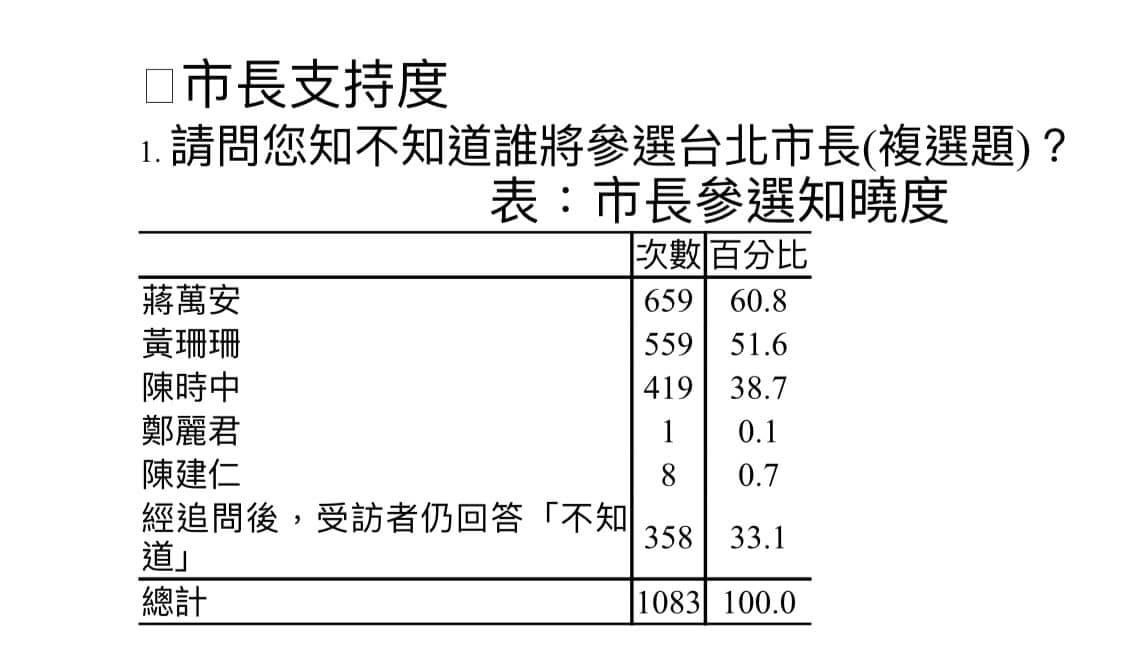 □市長支持度
1. 請問您知不知道誰將參選台北市長(複選題)？
表：市長參選知曉度
次數 百分比
蔣萬安 659 60.8
黃珊珊 559 51.6
陳時中 419 38.7
鄭麗君 1 0.1
陳建仁 8 0.7
經追問後，受訪者仍回答「不知
道」 358 33.1
總計 1083 100.0